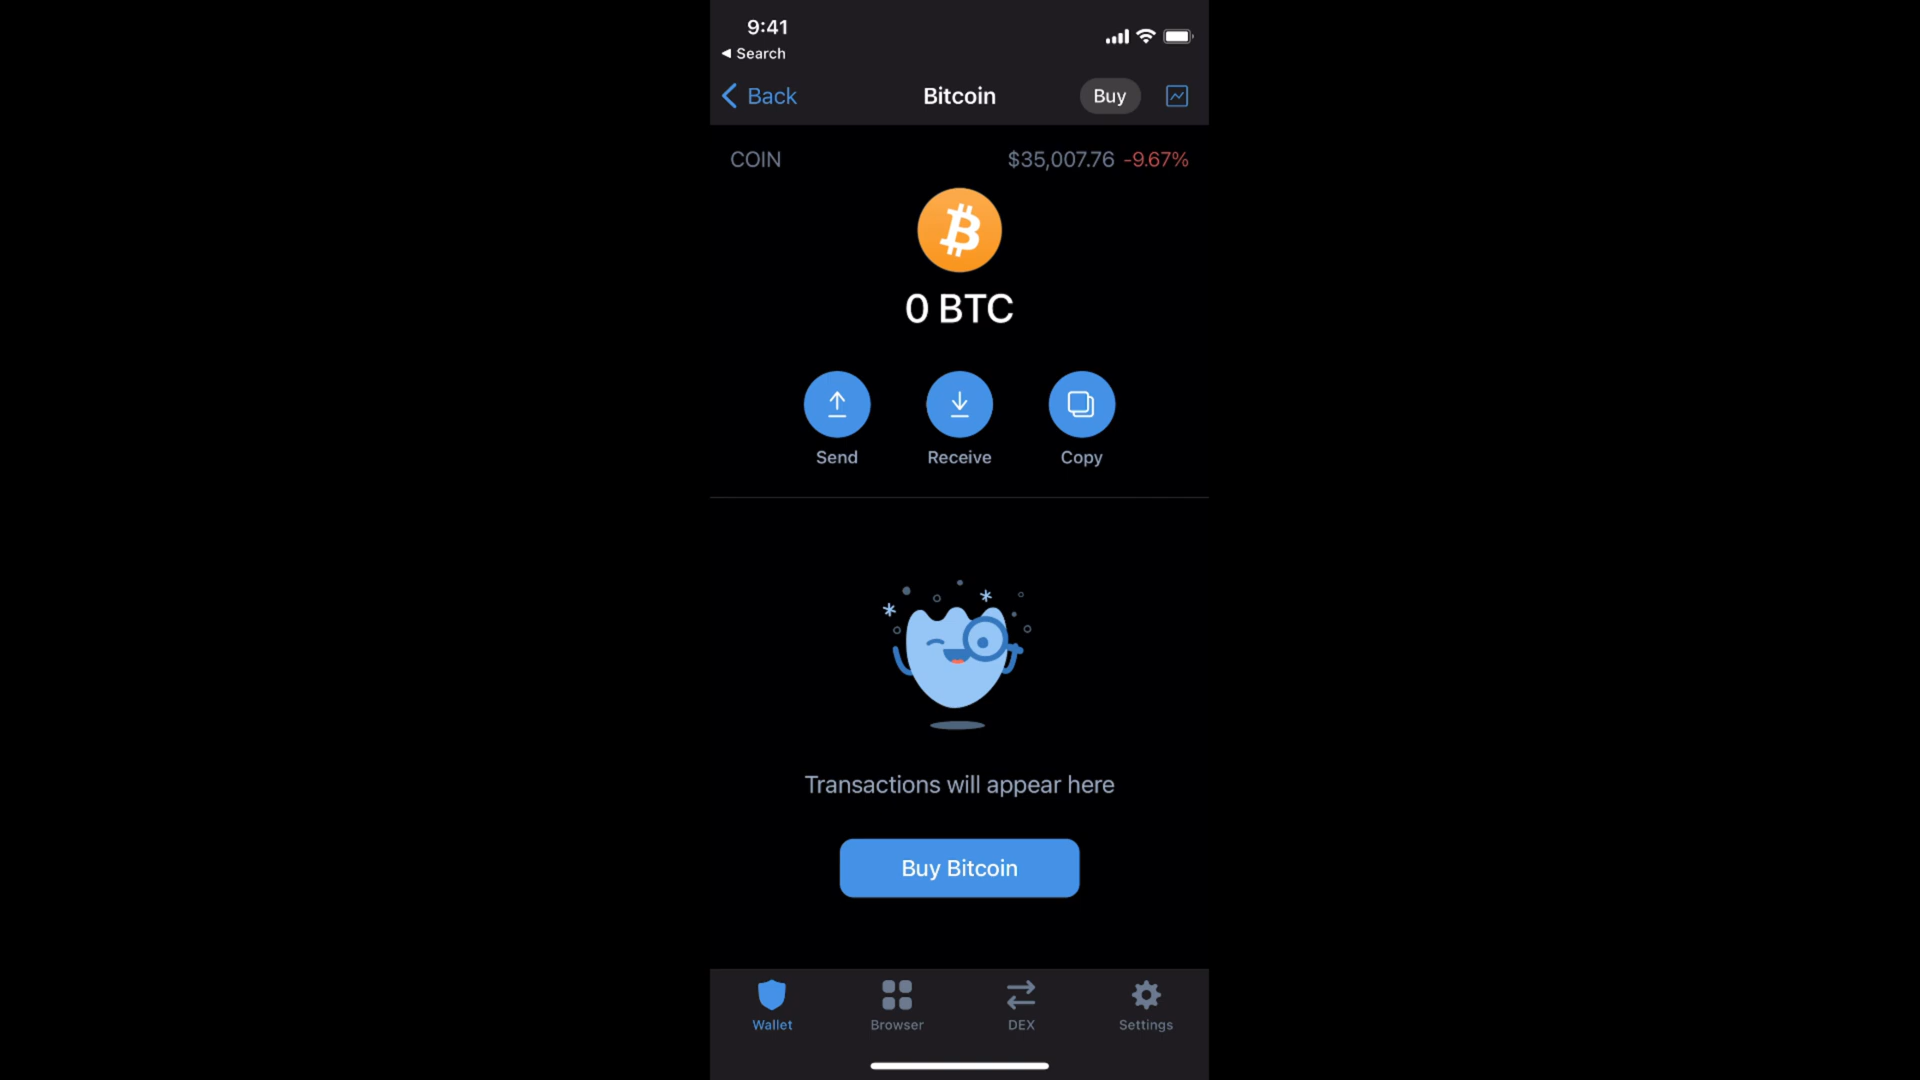 9:41
◀ Search
Back Bitcoin Buy
COIN $35,007.76 -9.67%
0 BTC
Send Receive Copy
Transactions will appear here
Buy Bitcoin
Wallet Browser DEX Settings